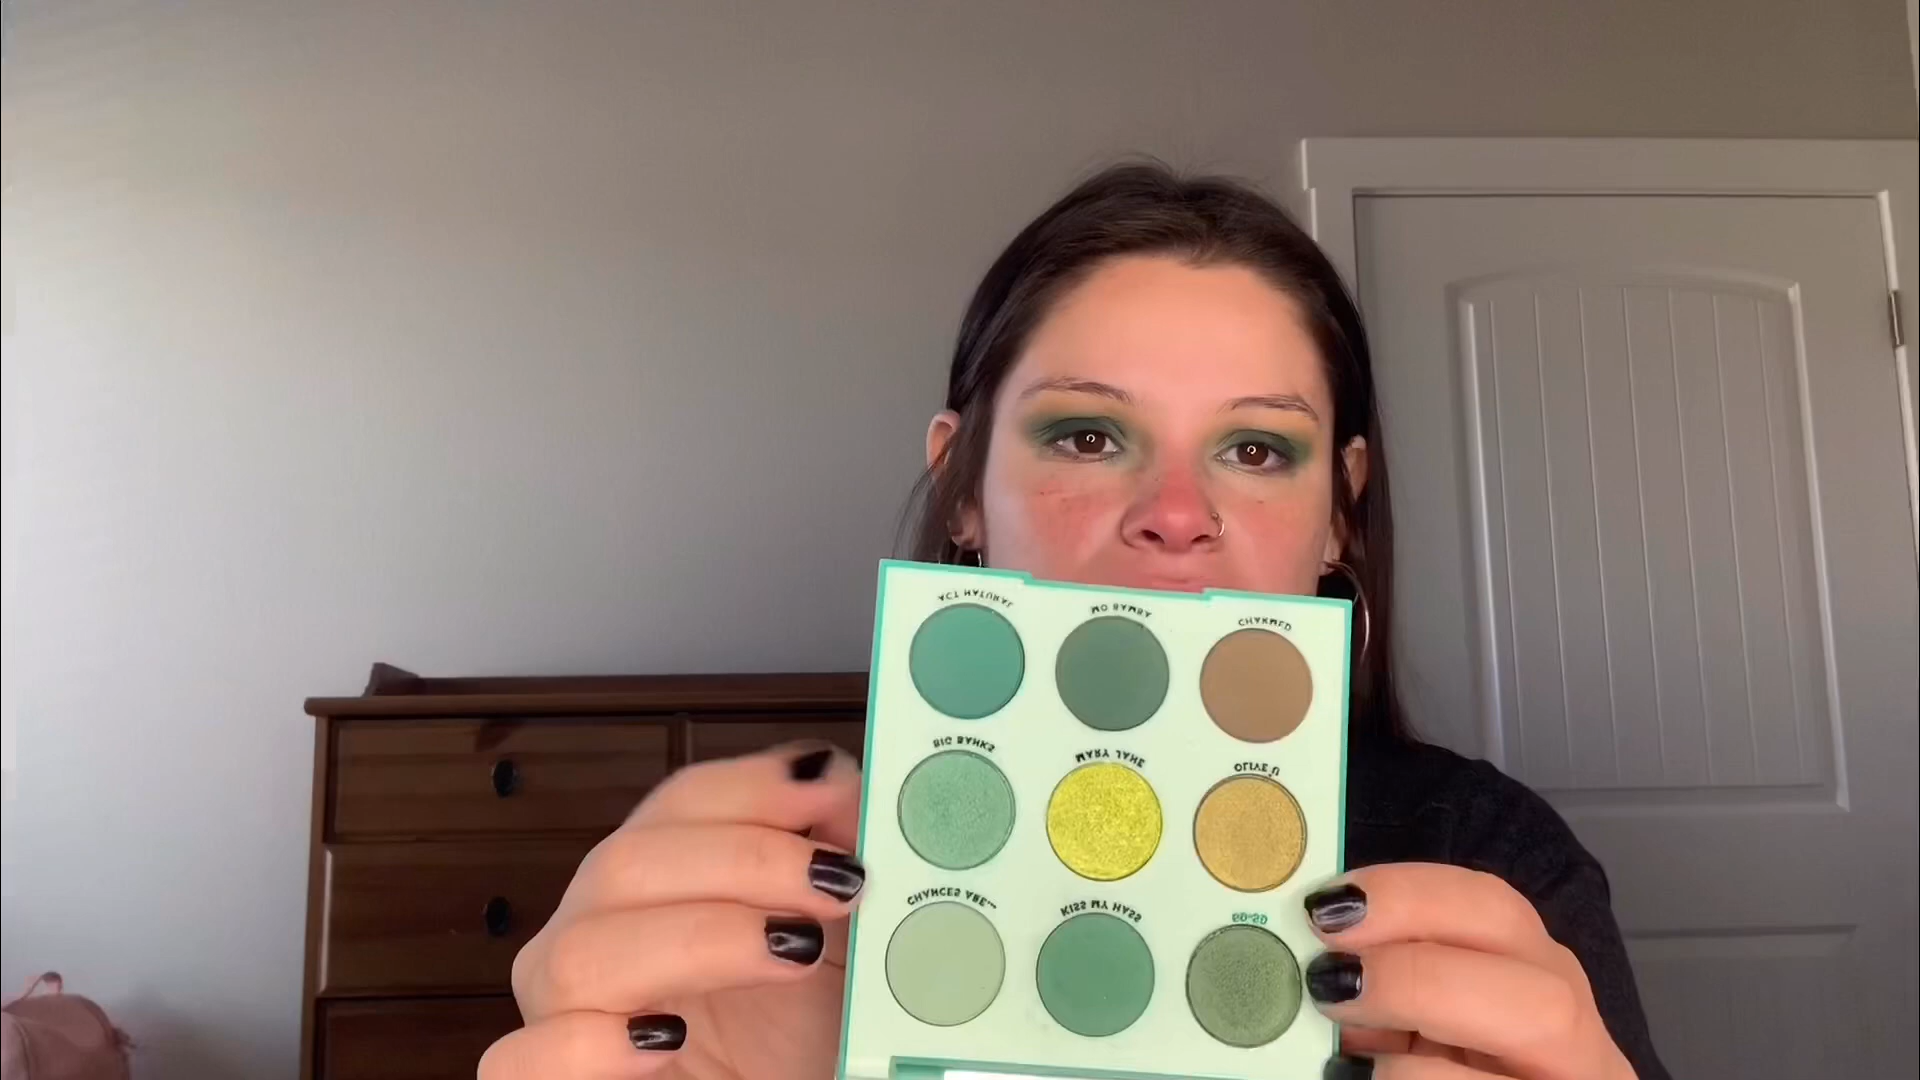 ACT NATURAL
MO BAMBA
CHARMED
BIG BANKS
MARY JANE
OLIVE U
CHANCES ARE...
KISS MY HASS